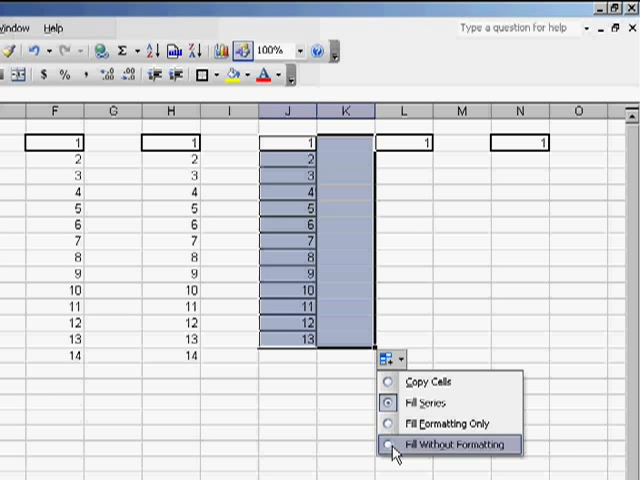 Window Help Type a question for help
Σ 100%
$ % ,
F G H I J K L M N O
1 1 1 1 1
2 2 2
3 3 3
4 4 4
5 5 5
6 6 6
7 7 7
8 8 8
9 9 9
10 10 10
11 11 11
12 12 12
13 13 13
14 14
Copy Cells
Fill Series
Fill Formatting Only
Fill Without Formatting